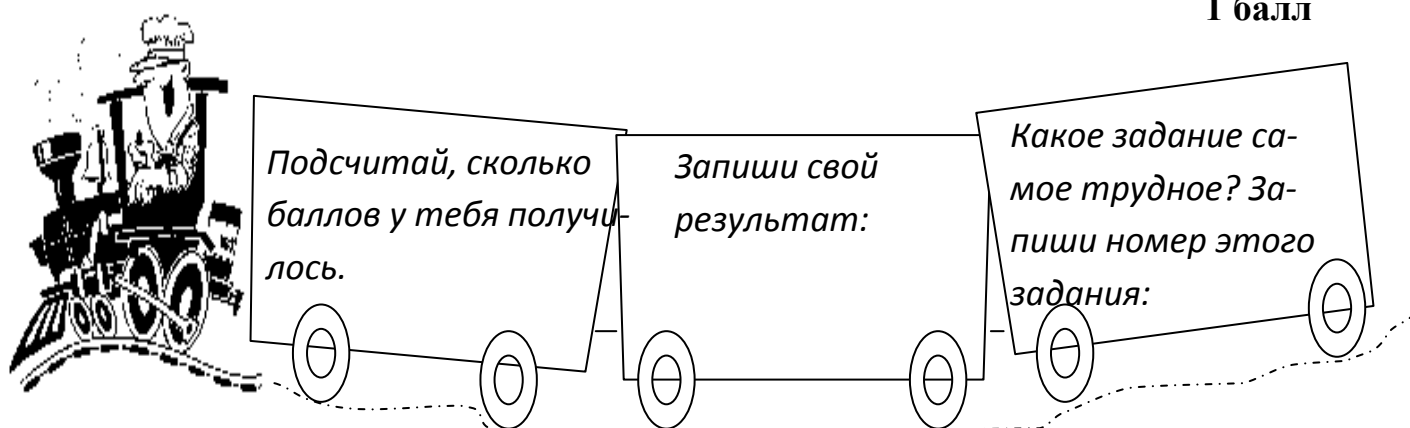 1 балл
Подсчитай, сколько
баллов у тебя получи-
лось.
Запиши свой
результат:
Какое задание са-
мое трудное? За-
пиши номер этого
задания: